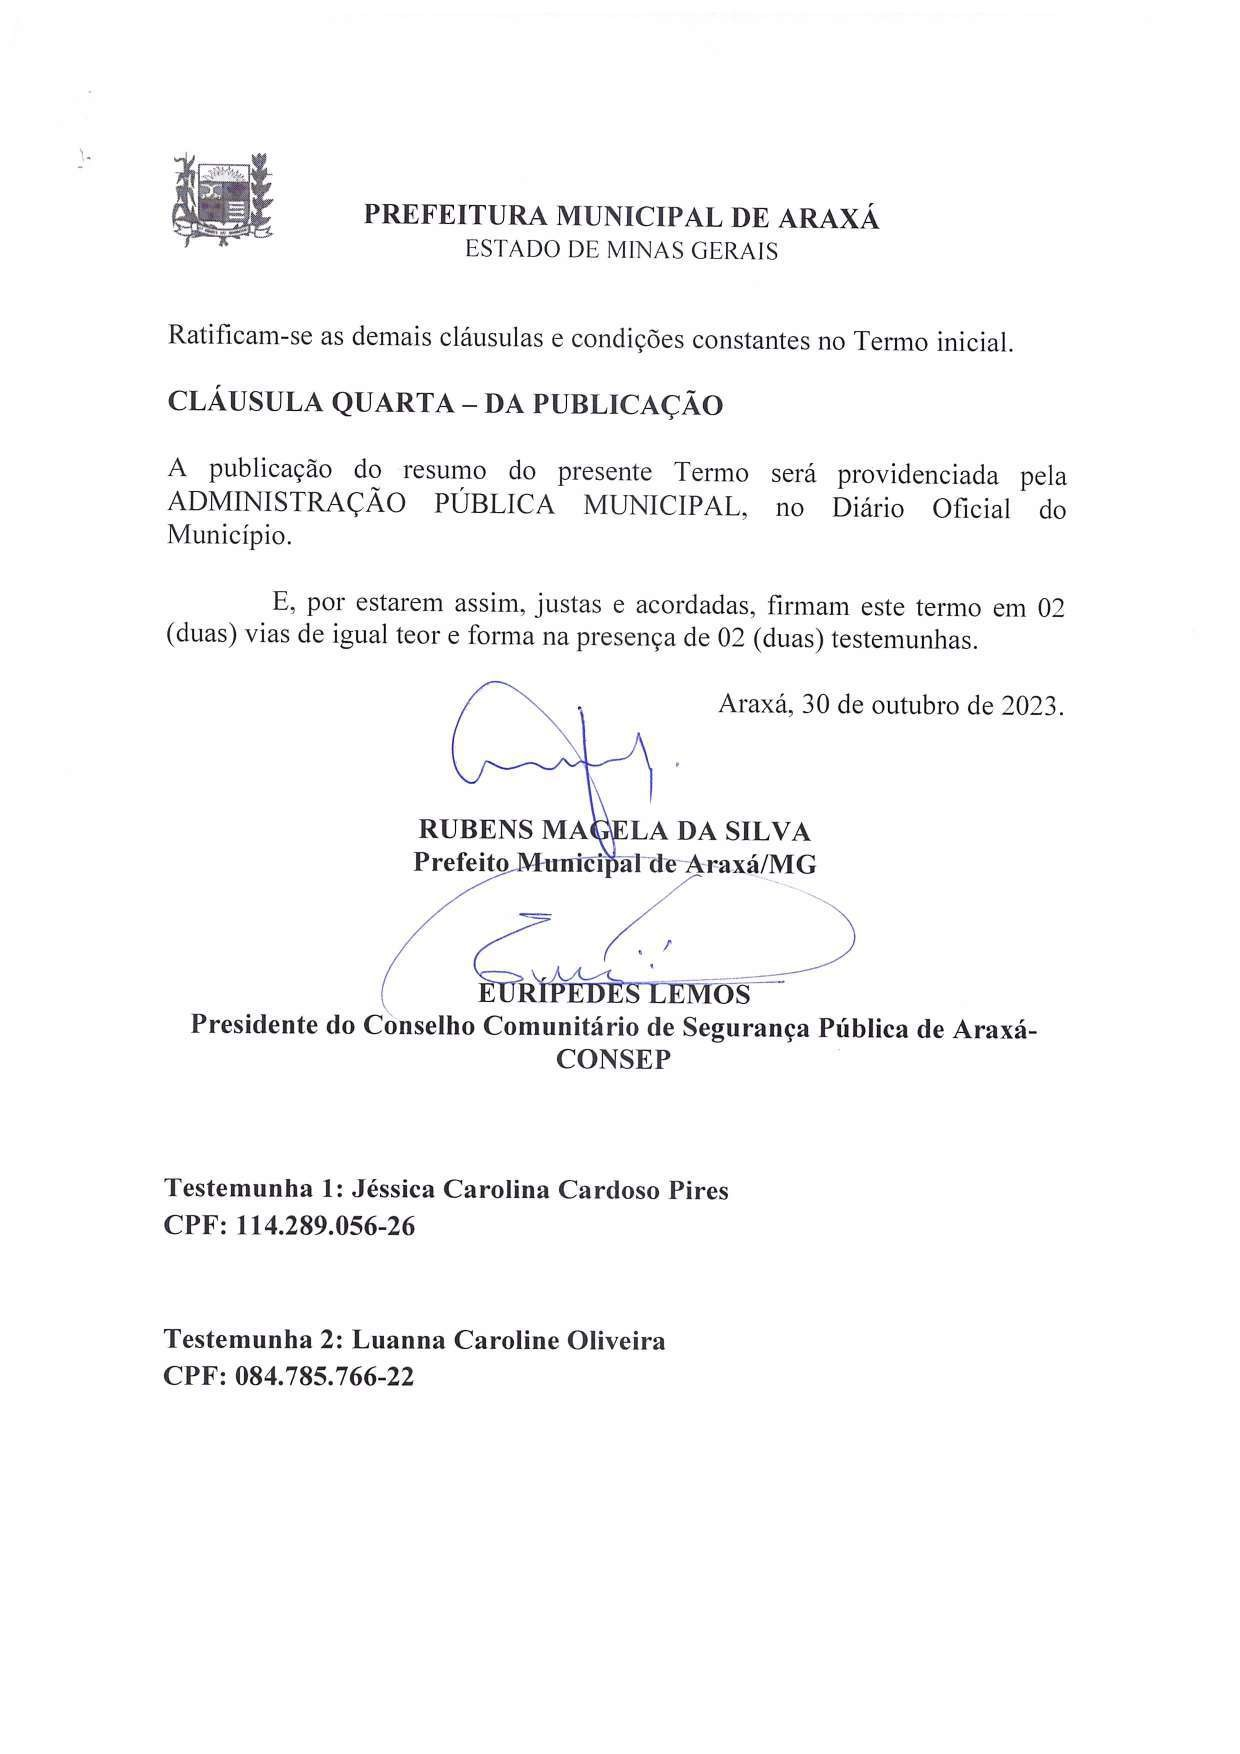 PREFEITURA MUNICIPAL DE ARAXÁ
ESTADO DE MINAS GERAIS
Ratificam-se as demais cláusulas e condições constantes no Termo inicial.
CLÁUSULA QUARTA – DA PUBLICAÇÃO
A publicação do resumo do presente Termo será providenciada pela
ADMINISTRAÇÃO PÚBLICA MUNICIPAL, no Diário Oficial do
Município.
E, por estarem assim, justas e acordadas, firmam este termo em 02
(duas) vias de igual teor e forma na presença de 02 (duas) testemunhas.
Araxá, 30 de outubro de 2023.
RUBENS MAGELA DA SILVA
Prefeito Municipal de Araxá/MG
EURÍPEDES LEMOS
Presidente do Conselho Comunitário de Segurança Pública de Araxá-
CONSEP
Testemunha 1: Jéssica Carolina Cardoso Pires
CPF: 114.289.056-26
Testemunha 2: Luanna Caroline Oliveira
CPF: 084.785.766-22